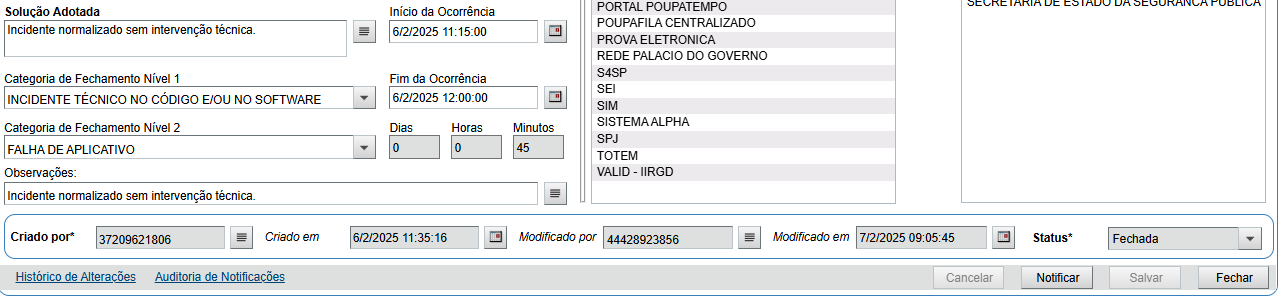 Solução Adotada
Incidente normalizado sem intervenção técnica.
Categoria de Fechamento Nível 1
INCIDENTE TÉCNICO NO CÓDIGO E/OU NO SOFTWARE
Categoria de Fechamento Nível 2
FALHA DE APLICATIVO
Observações:
Incidente normalizado sem intervenção técnica.
Início da Ocorrência
6/2/2025 11:15:00
Fim da Ocorrência
6/2/2025 12:00:00
Dias Horas Minutos
0 0 45
PORTAL POUPATEMPO
POUPAFILA CENTRALIZADO
PROVA ELETRONICA
REDE PALACIO DO GOVERNO
S4SP
SEI
SIM
SISTEMA ALPHA
SPJ
TOTEM
VALID - IIRGD
SECRETARIA DE ESTADO DA SEGURANCA PUBLICA
Criado por* 37209621806 Criado em 6/2/2025 11:35:16 Modificado por 44428923856 Modificado em 7/2/2025 09:05:45 Status* Fechada
Histórico de Alterações Auditoria de Notificações Cancelar Notificar Salvar Fechar